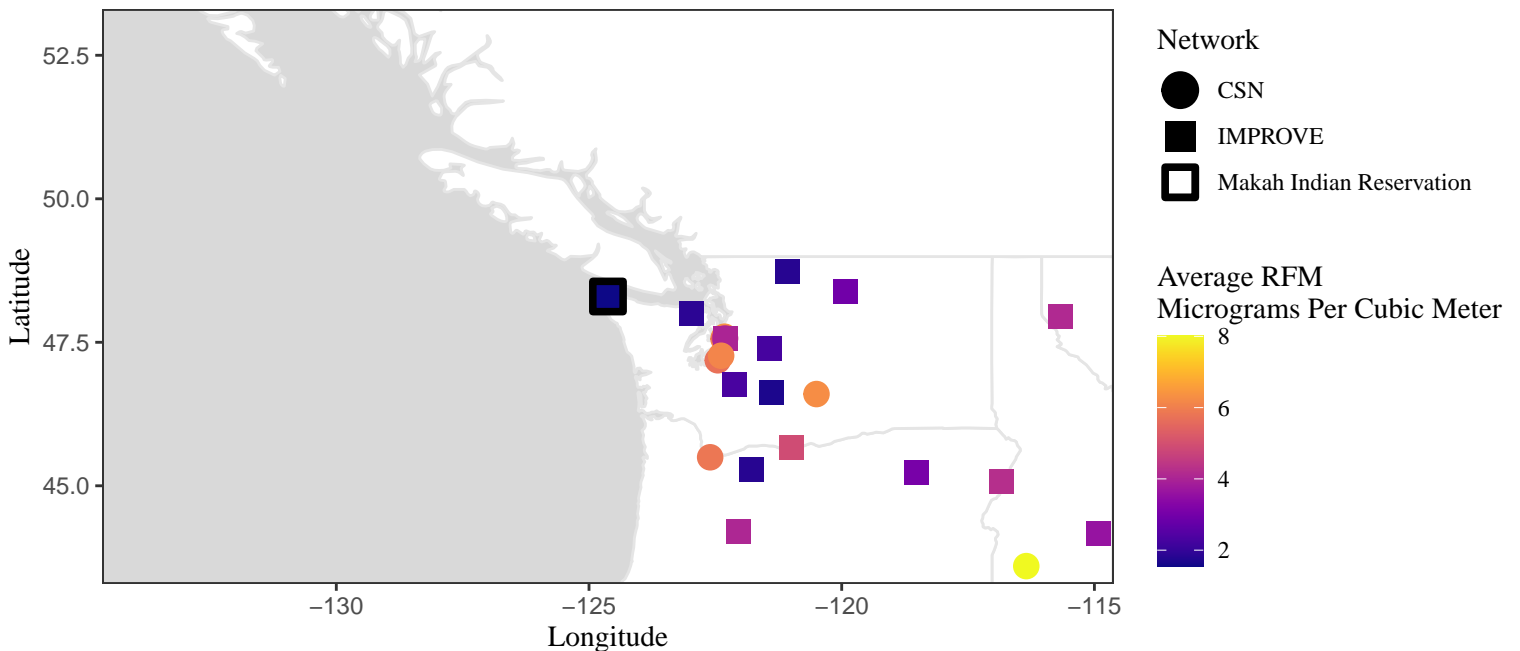 52.5
50.0
47.5
45.0
Latitude
−130
−125
−120
−115
Longitude
Network
CSN
IMPROVE
Makah Indian Reservation
Average RFM
Micrograms Per Cubic Meter
8
6
4
2